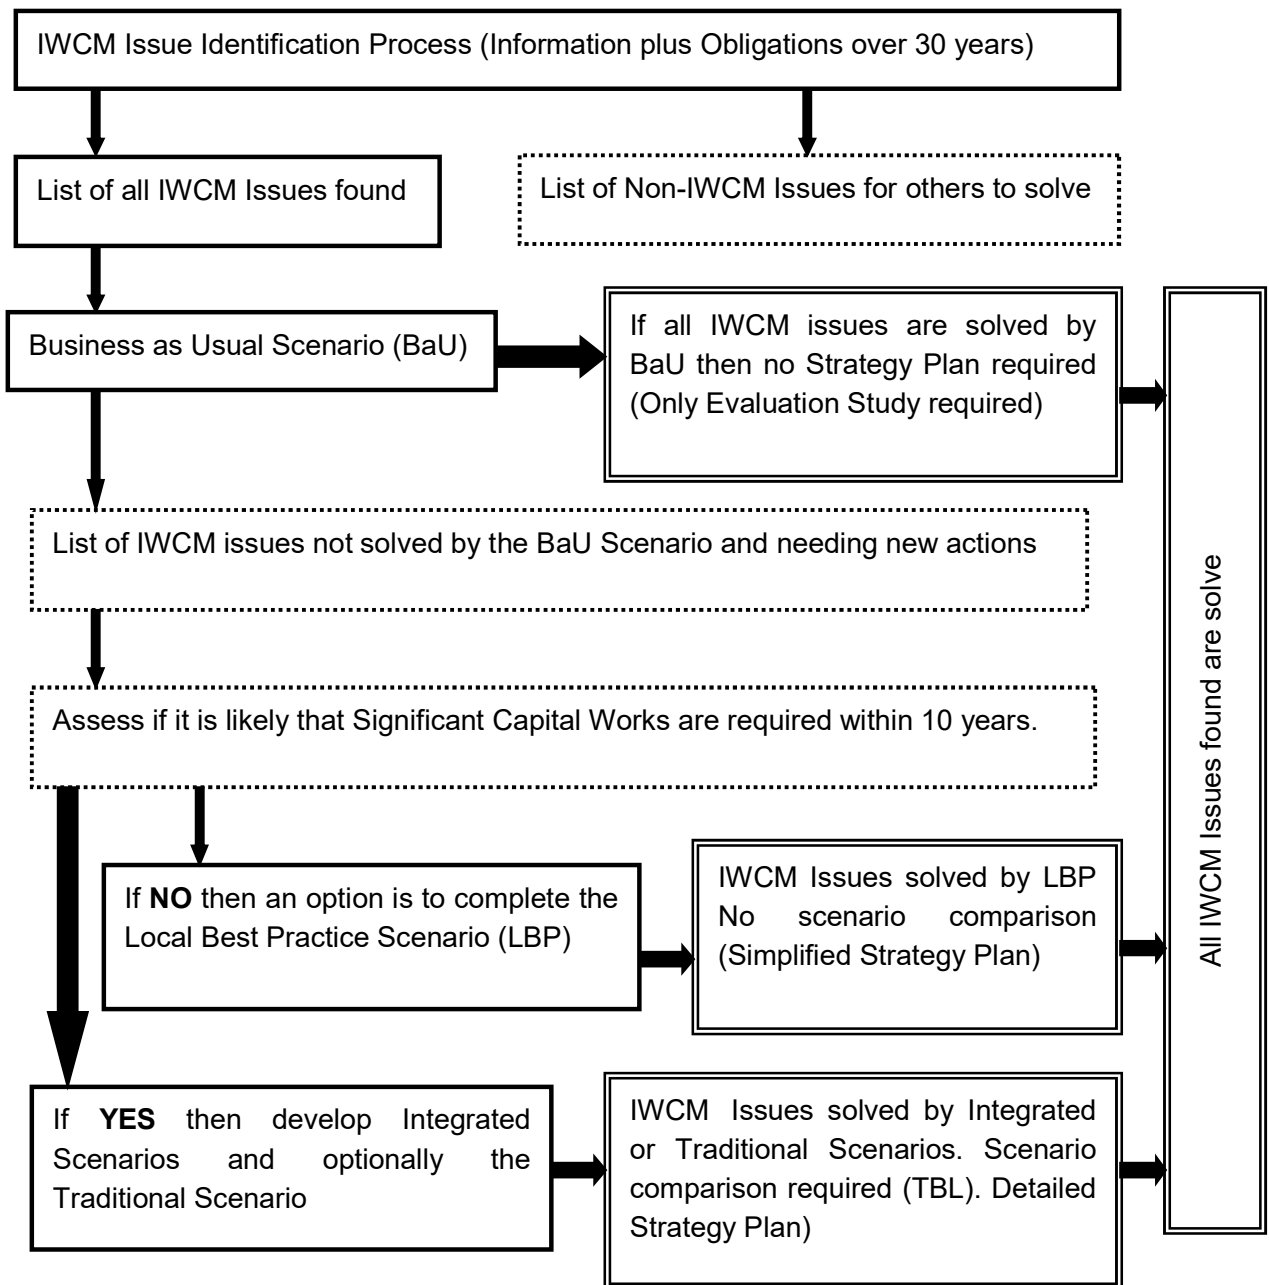 IWCM Issue Identification Process (Information plus Obligations over 30 years)
List of all IWCM Issues found
List of Non-IWCM Issues for others to solve
Business as Usual Scenario (BaU)
If all IWCM issues are solved by
BaU then no Strategy Plan required
(Only Evaluation Study required)
List of IWCM issues not solved by the BaU Scenario and needing new actions
Assess if it is likely that Significant Capital Works are required within 10 years.
If NO then an option is to complete the
Local Best Practice Scenario (LBP)
IWCM Issues solved by LBP
No scenario comparison
(Simplified Strategy Plan)
If YES then develop Integrated
Scenarios and optionally the
Traditional Scenario
IWCM Issues solved by Integrated
or Traditional Scenarios. Scenario
comparison required (TBL). Detailed
Strategy Plan)
All IWCM Issues found are solve